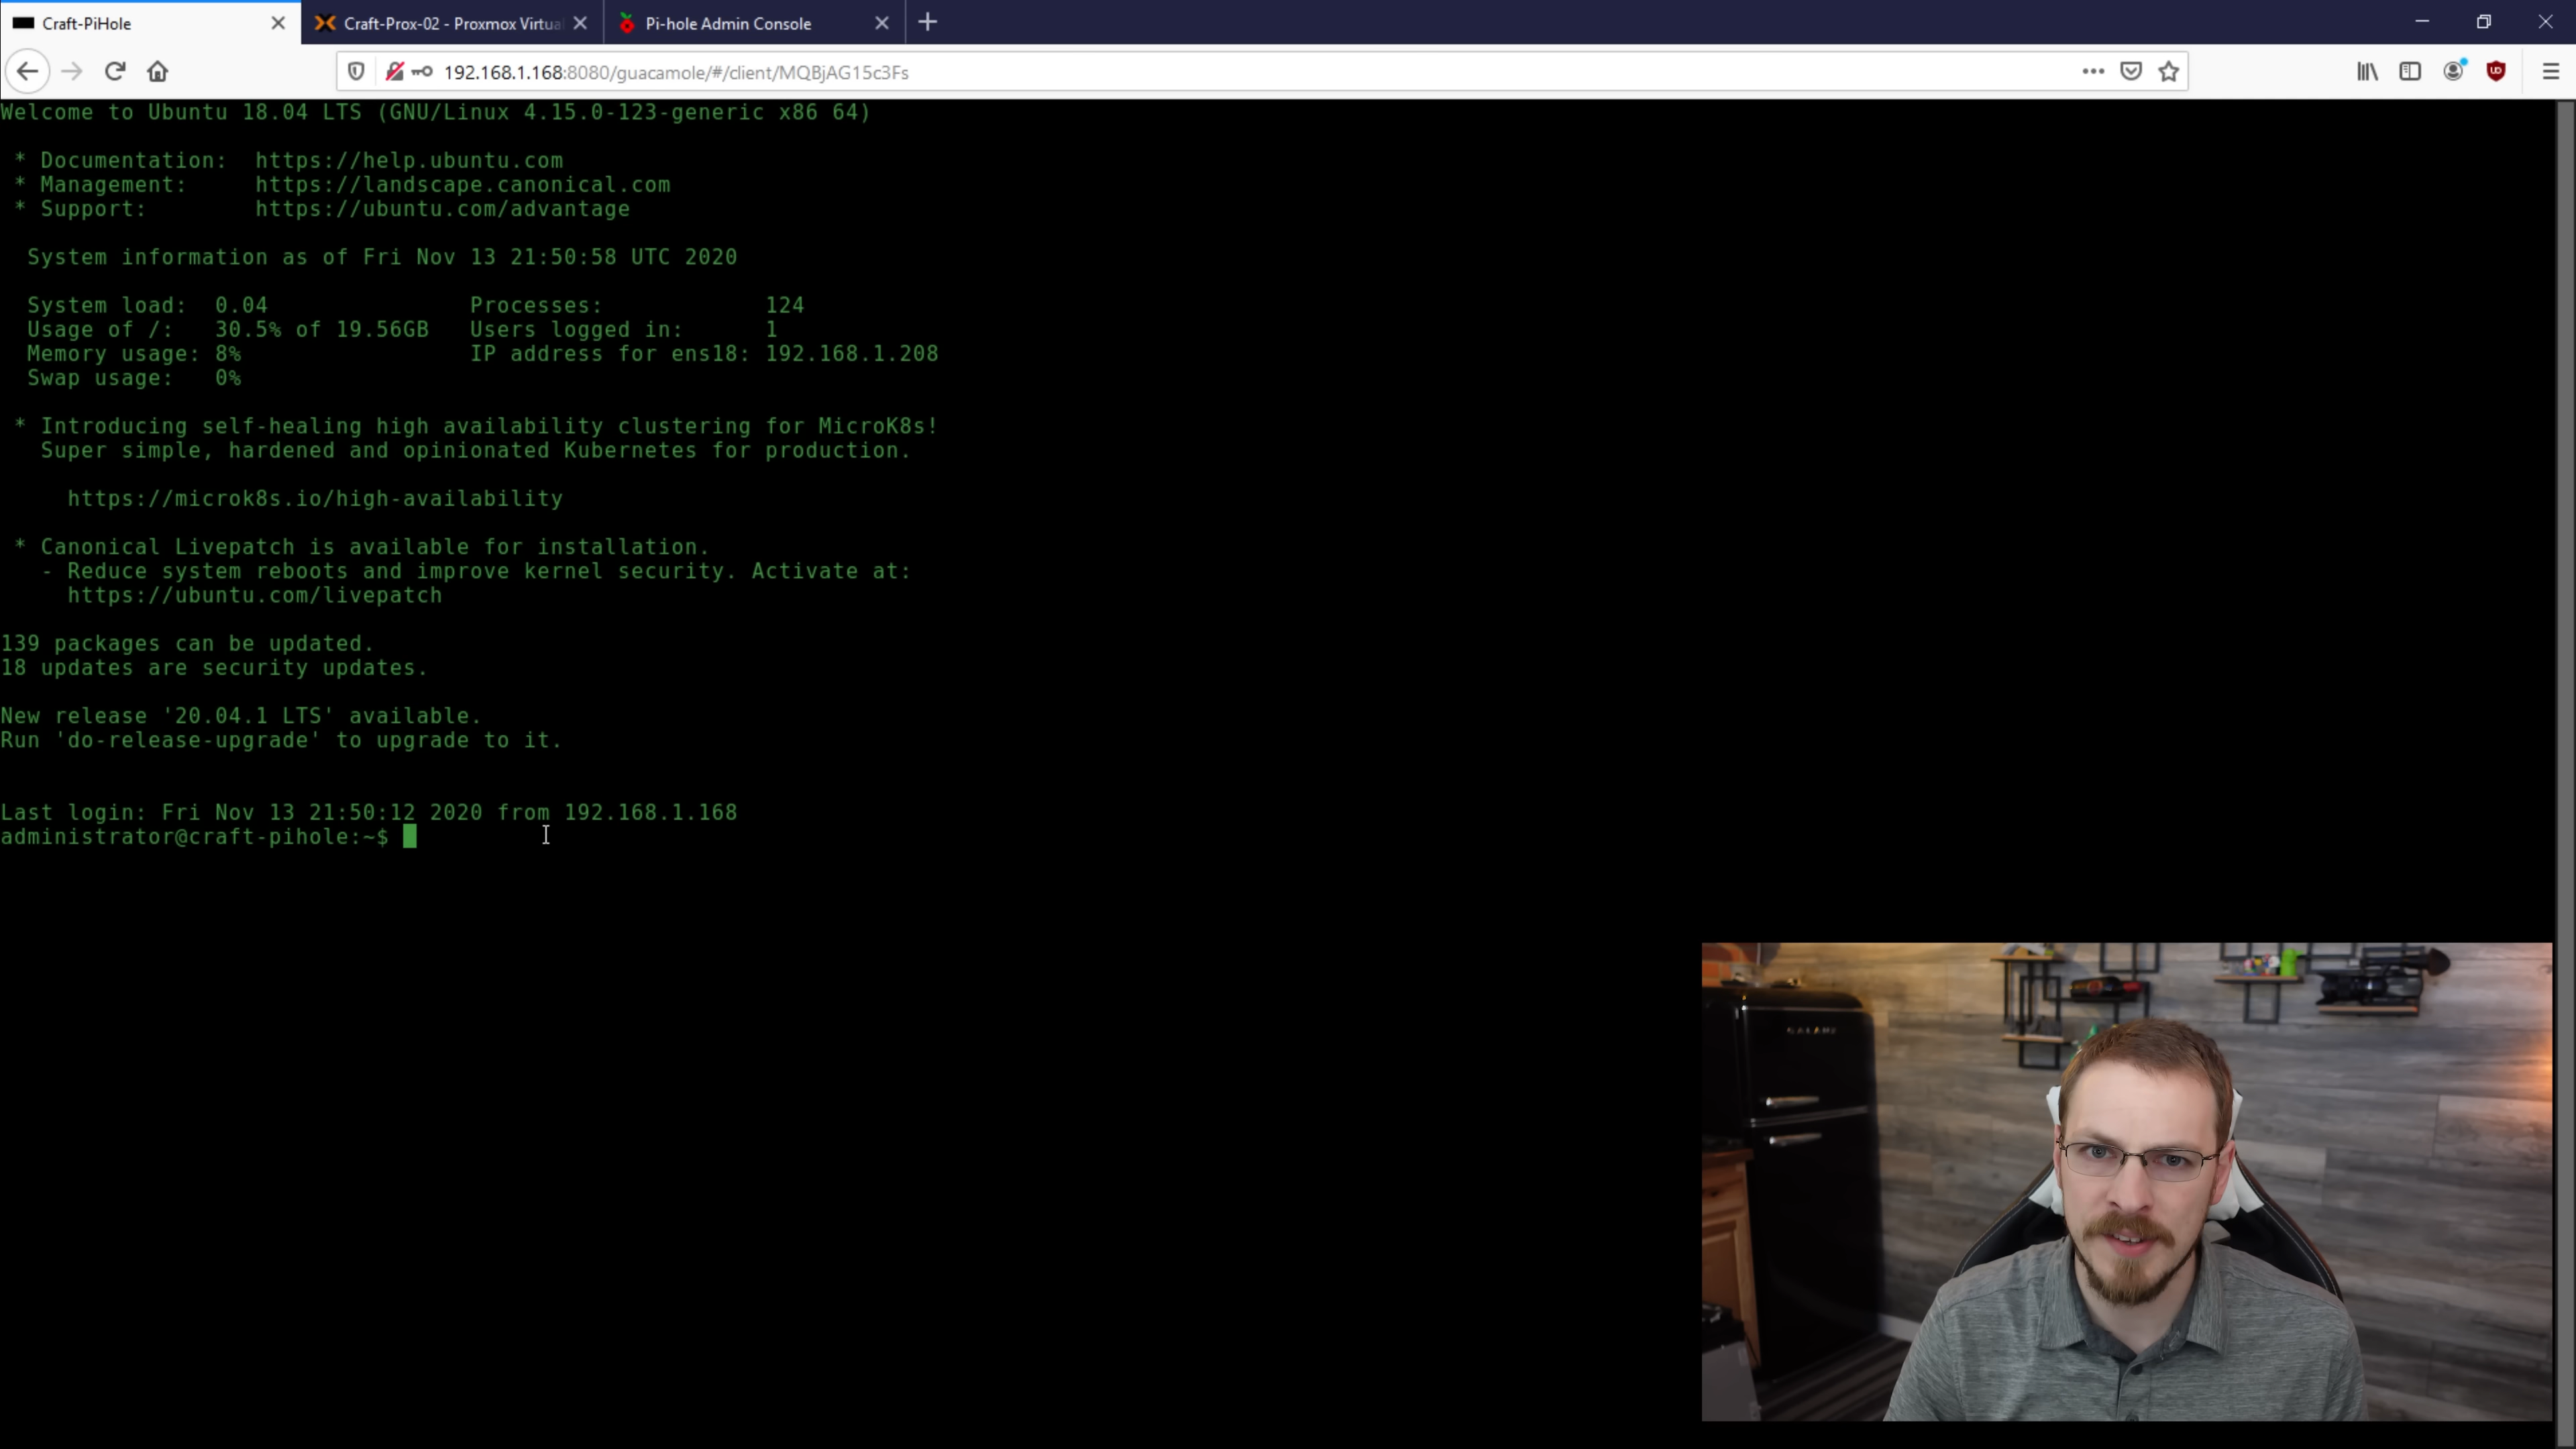 Craft-PiHole
Craft-Prox-02 - Proxmox Virtua
Pi-hole Admin Console
192.168.1.168:8080/guacamole/#/client/MQBjAG15c3Fs
Welcome to Ubuntu 18.04 LTS (GNU/Linux 4.15.0-123-generic x86 64)
* Documentation: https://help.ubuntu.com
* Management: https://landscape.canonical.com
* Support: https://ubuntu.com/advantage
System information as of Fri Nov 13 21:50:58 UTC 2020
System load: 0.04 Processes: 124
Usage of /: 30.5% of 19.56GB Users logged in: 1
Memory usage: 8% IP address for ens18: 192.168.1.208
Swap usage: 0%
* Introducing self-healing high availability clustering for MicroK8s!
Super simple, hardened and opinionated Kubernetes for production.
https://microk8s.io/high-availability
* Canonical Livepatch is available for installation.
- Reduce system reboots and improve kernel security. Activate at:
https://ubuntu.com/livepatch
139 packages can be updated.
18 updates are security updates.
New release '20.04.1 LTS' available.
Run 'do-release-upgrade' to upgrade to it.
Last login: Fri Nov 13 21:50:12 2020 from 192.168.1.168
administrator@craft-pihole:~$
GALANZ